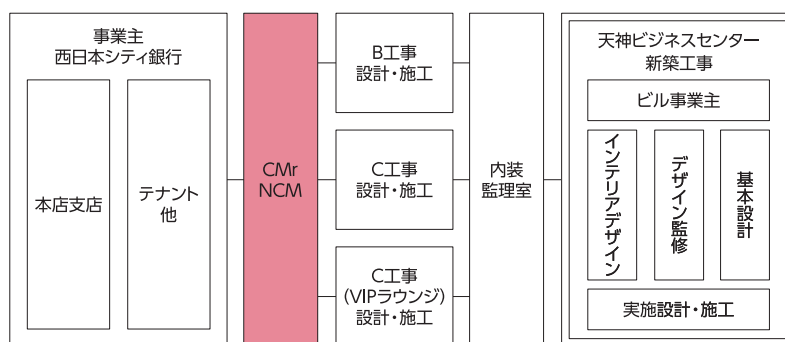 事業主
西日本シティ銀行
本店支店
テナント
他
CMr
NCM
B工事
設計・施工
C工事
設計・施工
C工事
(VIPラウンジ)
設計・施工
内装
監理室
天神ビジネスセンター
新築工事
ビル事業主
インテリアデザイン
デザイン監修
基本設計
実施設計・施工